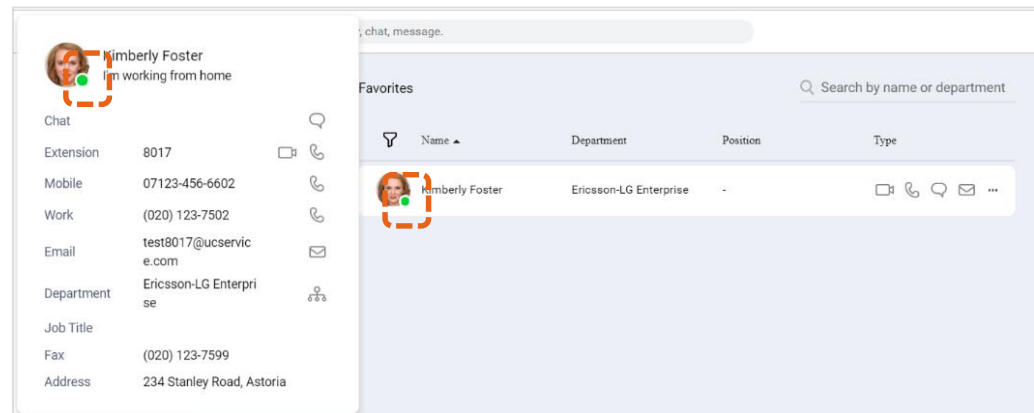 Kimberly Foster
I'm working from home
Chat
Extension 8017
Mobile 07123-456-6602
Work (020) 123-7502
Email test8017@ucservic
e.com
Department Ericsson-LG Enterpri
se
Job Title
Fax (020) 123-7599
Address 234 Stanley Road, Astoria
, chat, message.
Favorites
Search by name or department
Name Department Position Type
Kimberly Foster Ericsson-LG Enterprise -